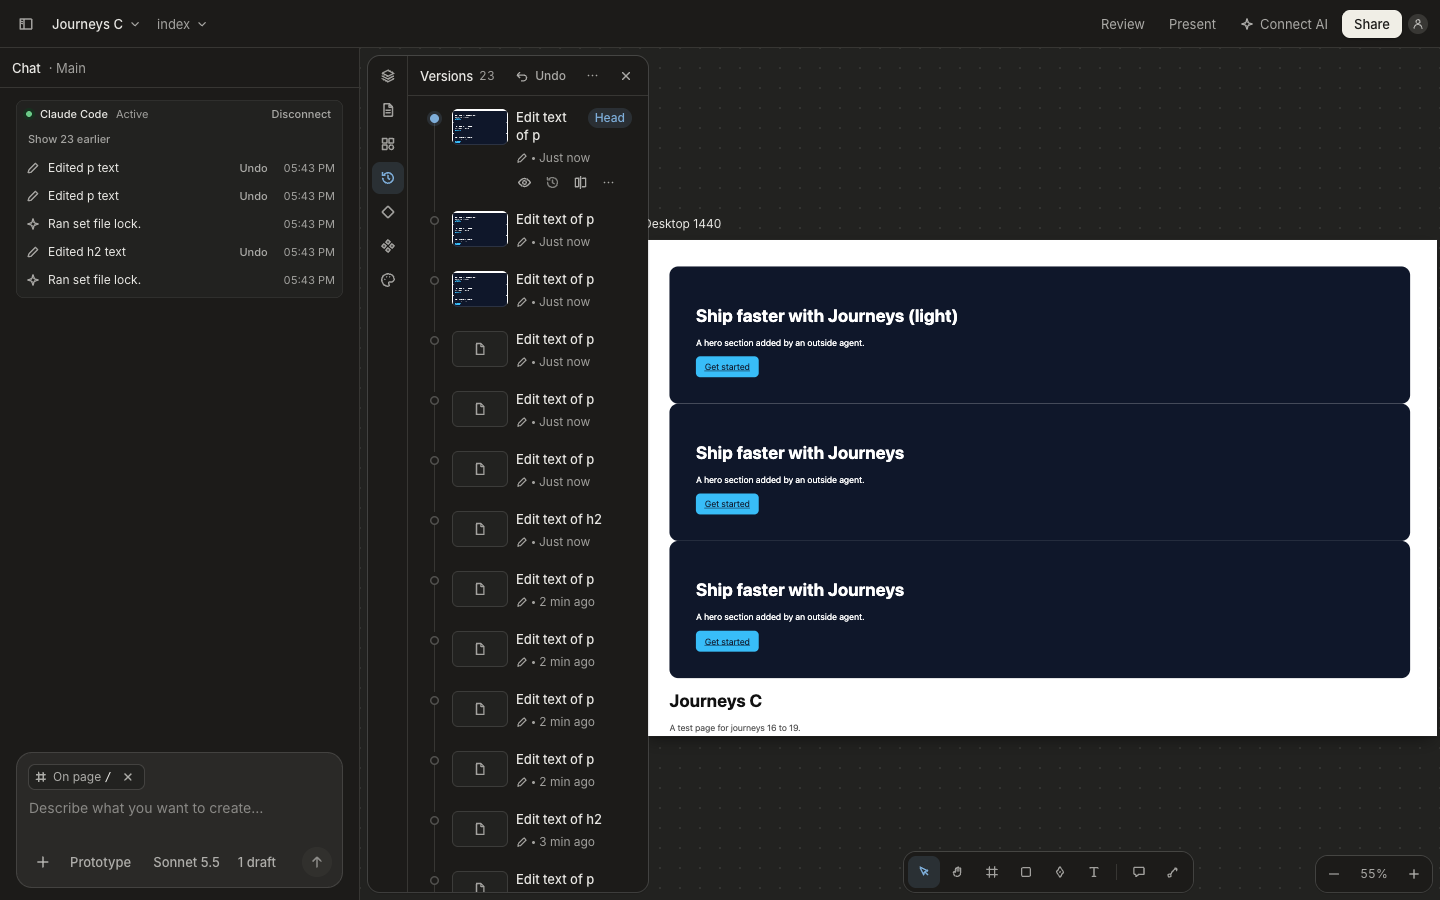 Journeys C
index
Review
Present
Connect AI
Share
Chat · Main
Claude Code Active
Disconnect
Show 23 earlier
Edited p text Undo 05:43 PM
Edited p text Undo 05:43 PM
Ran set file lock. 05:43 PM
Edited h2 text Undo 05:43 PM
Ran set file lock. 05:43 PM
On page /
Describe what you want to create...
Prototype
Sonnet 5.5
1 draft
Versions 23
Undo
Edit text
of p
Head
• Just now
Edit text of p
• Just now
Edit text of p
• Just now
Edit text of p
• Just now
Edit text of p
• Just now
Edit text of p
• Just now
Edit text of h2
• Just now
Edit text of p
• 2 min ago
Edit text of p
• 2 min ago
Edit text of p
• 2 min ago
Edit text of p
• 2 min ago
Edit text of h2
• 3 min ago
Edit text of p
Desktop 1440
Ship faster with Journeys (light)
A hero section added by an outside agent.
Get started
Ship faster with Journeys
A hero section added by an outside agent.
Get started
Ship faster with Journeys
A hero section added by an outside agent.
Get started
Journeys C
A test page for journeys 16 to 19.
55%